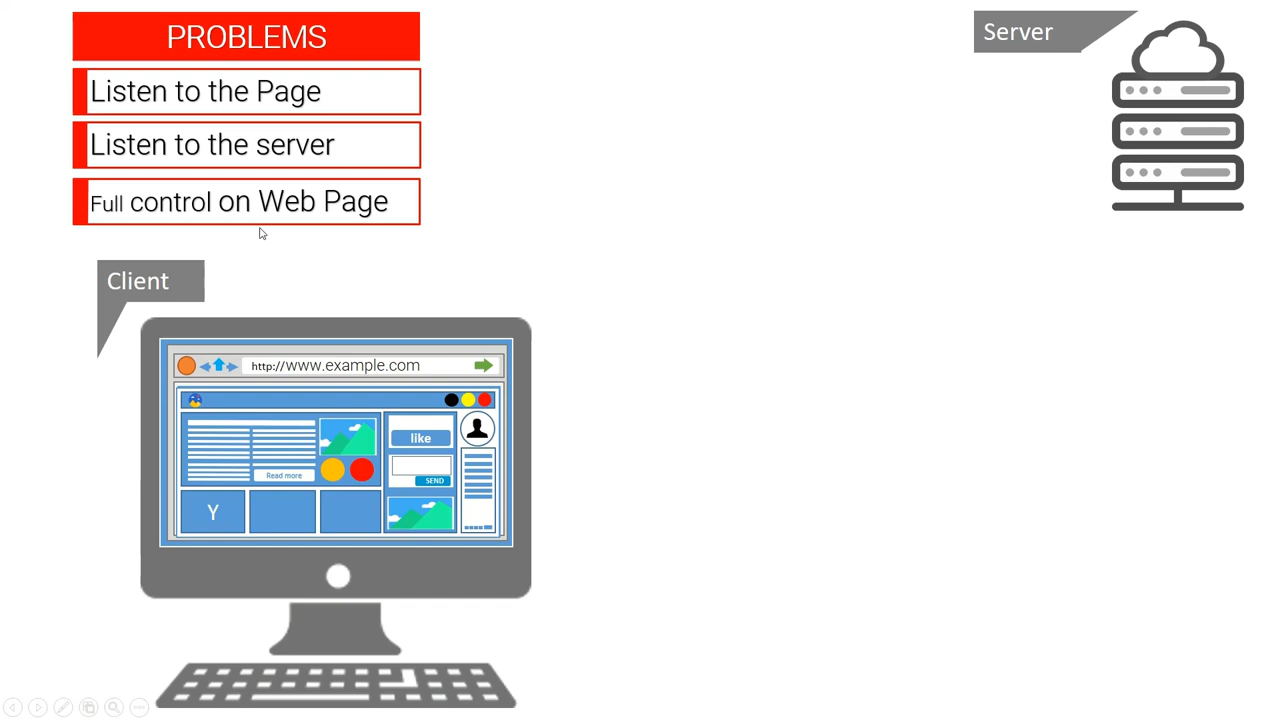 PROBLEMS
Listen to the Page
Listen to the server
Full control on Web Page
Server
Client
http://www.example.com
like
Read more
SEND
Y